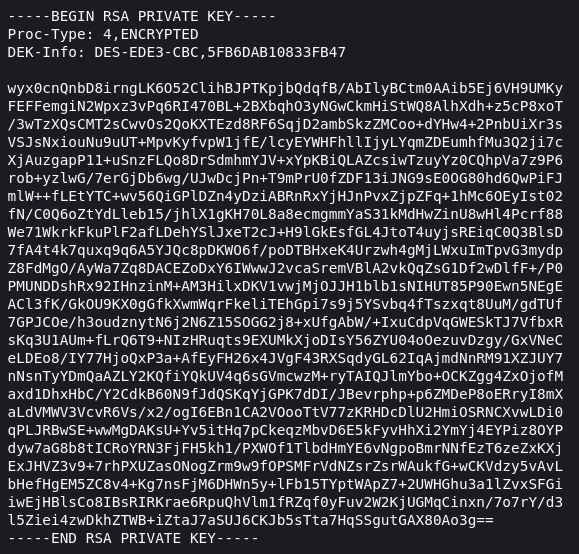 -----BEGIN RSA PRIVATE KEY-----
Proc-Type: 4,ENCRYPTED
DEK-Info: DES-EDE3-CBC,5FB6DAB10833FB47

wyx0cnQnbD8irngLK6O52ClihBJPTKpjbQdqfB/AbIlyBCtm0AAib5Ej6VH9UMKy
FEFFemgiN2Wpxz3vPq6RI470BL+2BXbqhO3yNGwCkmHiStWQ8AlhXdh+z5cP8xoT
/3wTzXQsCMT2sCwvOs2QoKXTEzd8RF6SqjD2ambSkzZMCoo+dYHw4+2PnbUiXr3s
VSJsNxiouNu9uUT+MpvKyfvpW1jfE/lcyEYWHFhllIjyLYqmZDEumhfMu3Q2ji7c
XjAuzgapP11+uSnzFLQo8DrSdmhmYJV+xYpKBiQLAZcsiwTzuyYz0CQhpVa7z9P6
rob+yzlwG/7erGjDb6wg/UJwDcjPn+T9mPrU0fZDF13iJNG9sE0OG80hd6QwPiFJ
mlW++fLEtYTC+wv56QiGPlDZn4yDziABRnRxYjHJnPvxZjpZFq+1hMc6OEyIst02
fN/C0Q6oZtYdLleb15/jhlX1gKH70L8a8ecmgmmYaS31kMdHwZinU8wHl4Pcrf88
We71WkrkFkuPlF2afLDehYSlJxeT2cJ+H9lGkEsfGL4JtoT4uyjsREiqC0Q3BlsD
7fA4t4k7quxq9q6A5YJQc8pDKWO6f/poDTBHxeK4Urzwh4gMjLWxuImTpvG3mydp
Z8FdMgO/AyWa7Zq8DACEZoDxY6IWwwJ2vcaSremVBlA2vkQqZsG1Df2wDlfF+/P0
PMUNDDshRx92IHnzinM+AM3HilxDKV1vwjMjOJJH1blb1sNIHUT85P90Ewn5NEgE
ACl3fK/GkOU9KX0gGfkXwmWqrFkeliTEhGpi7s9j5YSvbq4fTszxqt8UuM/gdTUf
7GPJCOe/h3oudznytN6j2N6Z15SOGG2j8+xUfgAbW/+IxuCdpVqGWESkTJ7VfbxR
sKq3U1AUm+fLrQ6T9+NIzHRuqts9EXUMkXjoDIsY56ZYU04oOezuvDzgy/GxVNeC
eLDEo8/IY77HjoQxP3a+AfEyFH26x4JVgF43RXSqdyGL62IqAjmdNnRM91XZJUY7
nNsnTyYDmQaAZLY2KQfiYQkUV4q6sGVmcwzM+ryTAIQJlmYbo+OCKZgg4ZxOjofM
axd1DhxHbC/Y2CdkB60N9fJdQSKqYjGPK7dDI/JBevrphp+p6ZMDeP8oERryI8mX
aLdVMWV3VcvR6Vs/x2/ogI6EBn1CA2VOooTtV77zKRHDcDlU2HmiOSRNCXvwLDi0
qPLJRBwSE+wwMgDAKsU+Yv5itHq7pCkeqzMbvD6E5kFyvHhXi2YmYj4EYPiz8OYP
dyw7aG8b8tICRoYRN3FjFH5kh1/PXWOf1TlbdHmYE6vNgpoBmrNNfEzT6zeZxKXj
ExJHVZ3v9+7rhPXUZasONogZrm9w9fOPSMFrVdNZsrZsrWAukfG+wCKVdzy5vAvL
bHefHgEM5ZC8v4+Kg7nsFjM6DHWn5y+lFb15TYptWApZ7+2UWHGhu3a1lZvxSFGi
iwEjHBlsCo8IBsRIRKrae6RpuQhVlm1fRZqf0yFuv2W2KjUGMqCinxn/7o7rY/d3
l5Ziei4zwDkhZTWB+iZtaJ7aSUJ6CKJb5sTta7HqSSgutGAX80Ao3g==
-----END RSA PRIVATE KEY-----